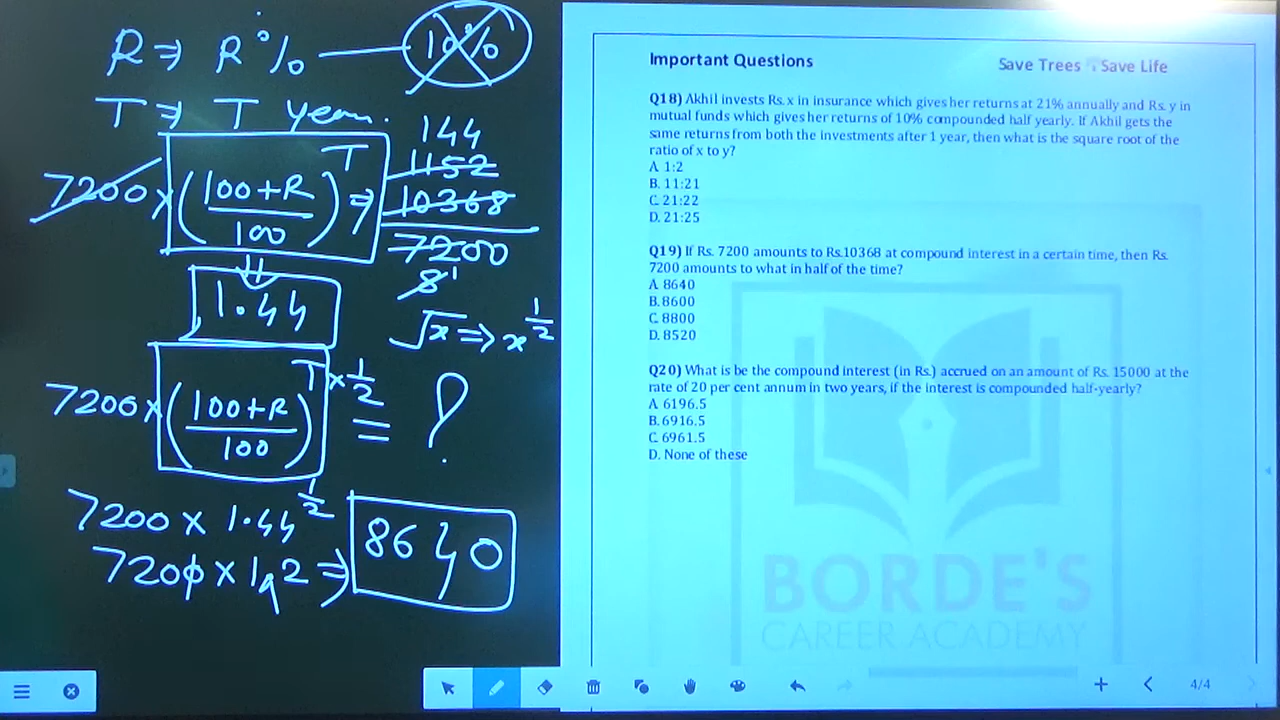 R ⇒ R% — 10%
T ⇒ T year.
7200 × (100+R / 100)^T ⇒
144
1152
10368
7200
8 1
1.44
√x ⇒ x^1/2
7200 × (100+R / 100)^T×1/2 = ?
7200 × 1.44^1/2
7200 × 1.2 ⇒ 8640
Important Questions
Save Trees Save Life
Q18) Akhil invests Rs. x in insurance which gives her returns at 21% annually and Rs. y in
mutual funds which gives her returns of 10% compounded half yearly. If Akhil gets the
same returns from both the investments after 1 year, then what is the square root of the
ratio of x to y?
A. 1:2
B. 11:21
C. 21:22
D. 21:25
Q19) If Rs. 7200 amounts to Rs.10368 at compound interest in a certain time, then Rs.
7200 amounts to what in half of the time?
A. 8640
B. 8600
C. 8800
D. 8520
Q20) What is be the compound interest (in Rs.) accrued on an amount of Rs. 15000 at the
rate of 20 per cent annum in two years, if the interest is compounded half-yearly?
A. 6196.5
B. 6916.5
C. 6961.5
D. None of these
BORDE'S
CAREER ACADEMY
4/4